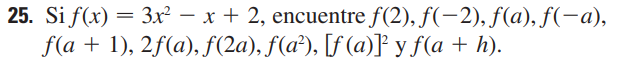 25. Si f(x) = 3x² − x + 2, encuentre f(2), f(−2), f(a), f(−a),
f(a + 1), 2f(a), f(2a), f(a²), [f(a)]² y f(a + h).